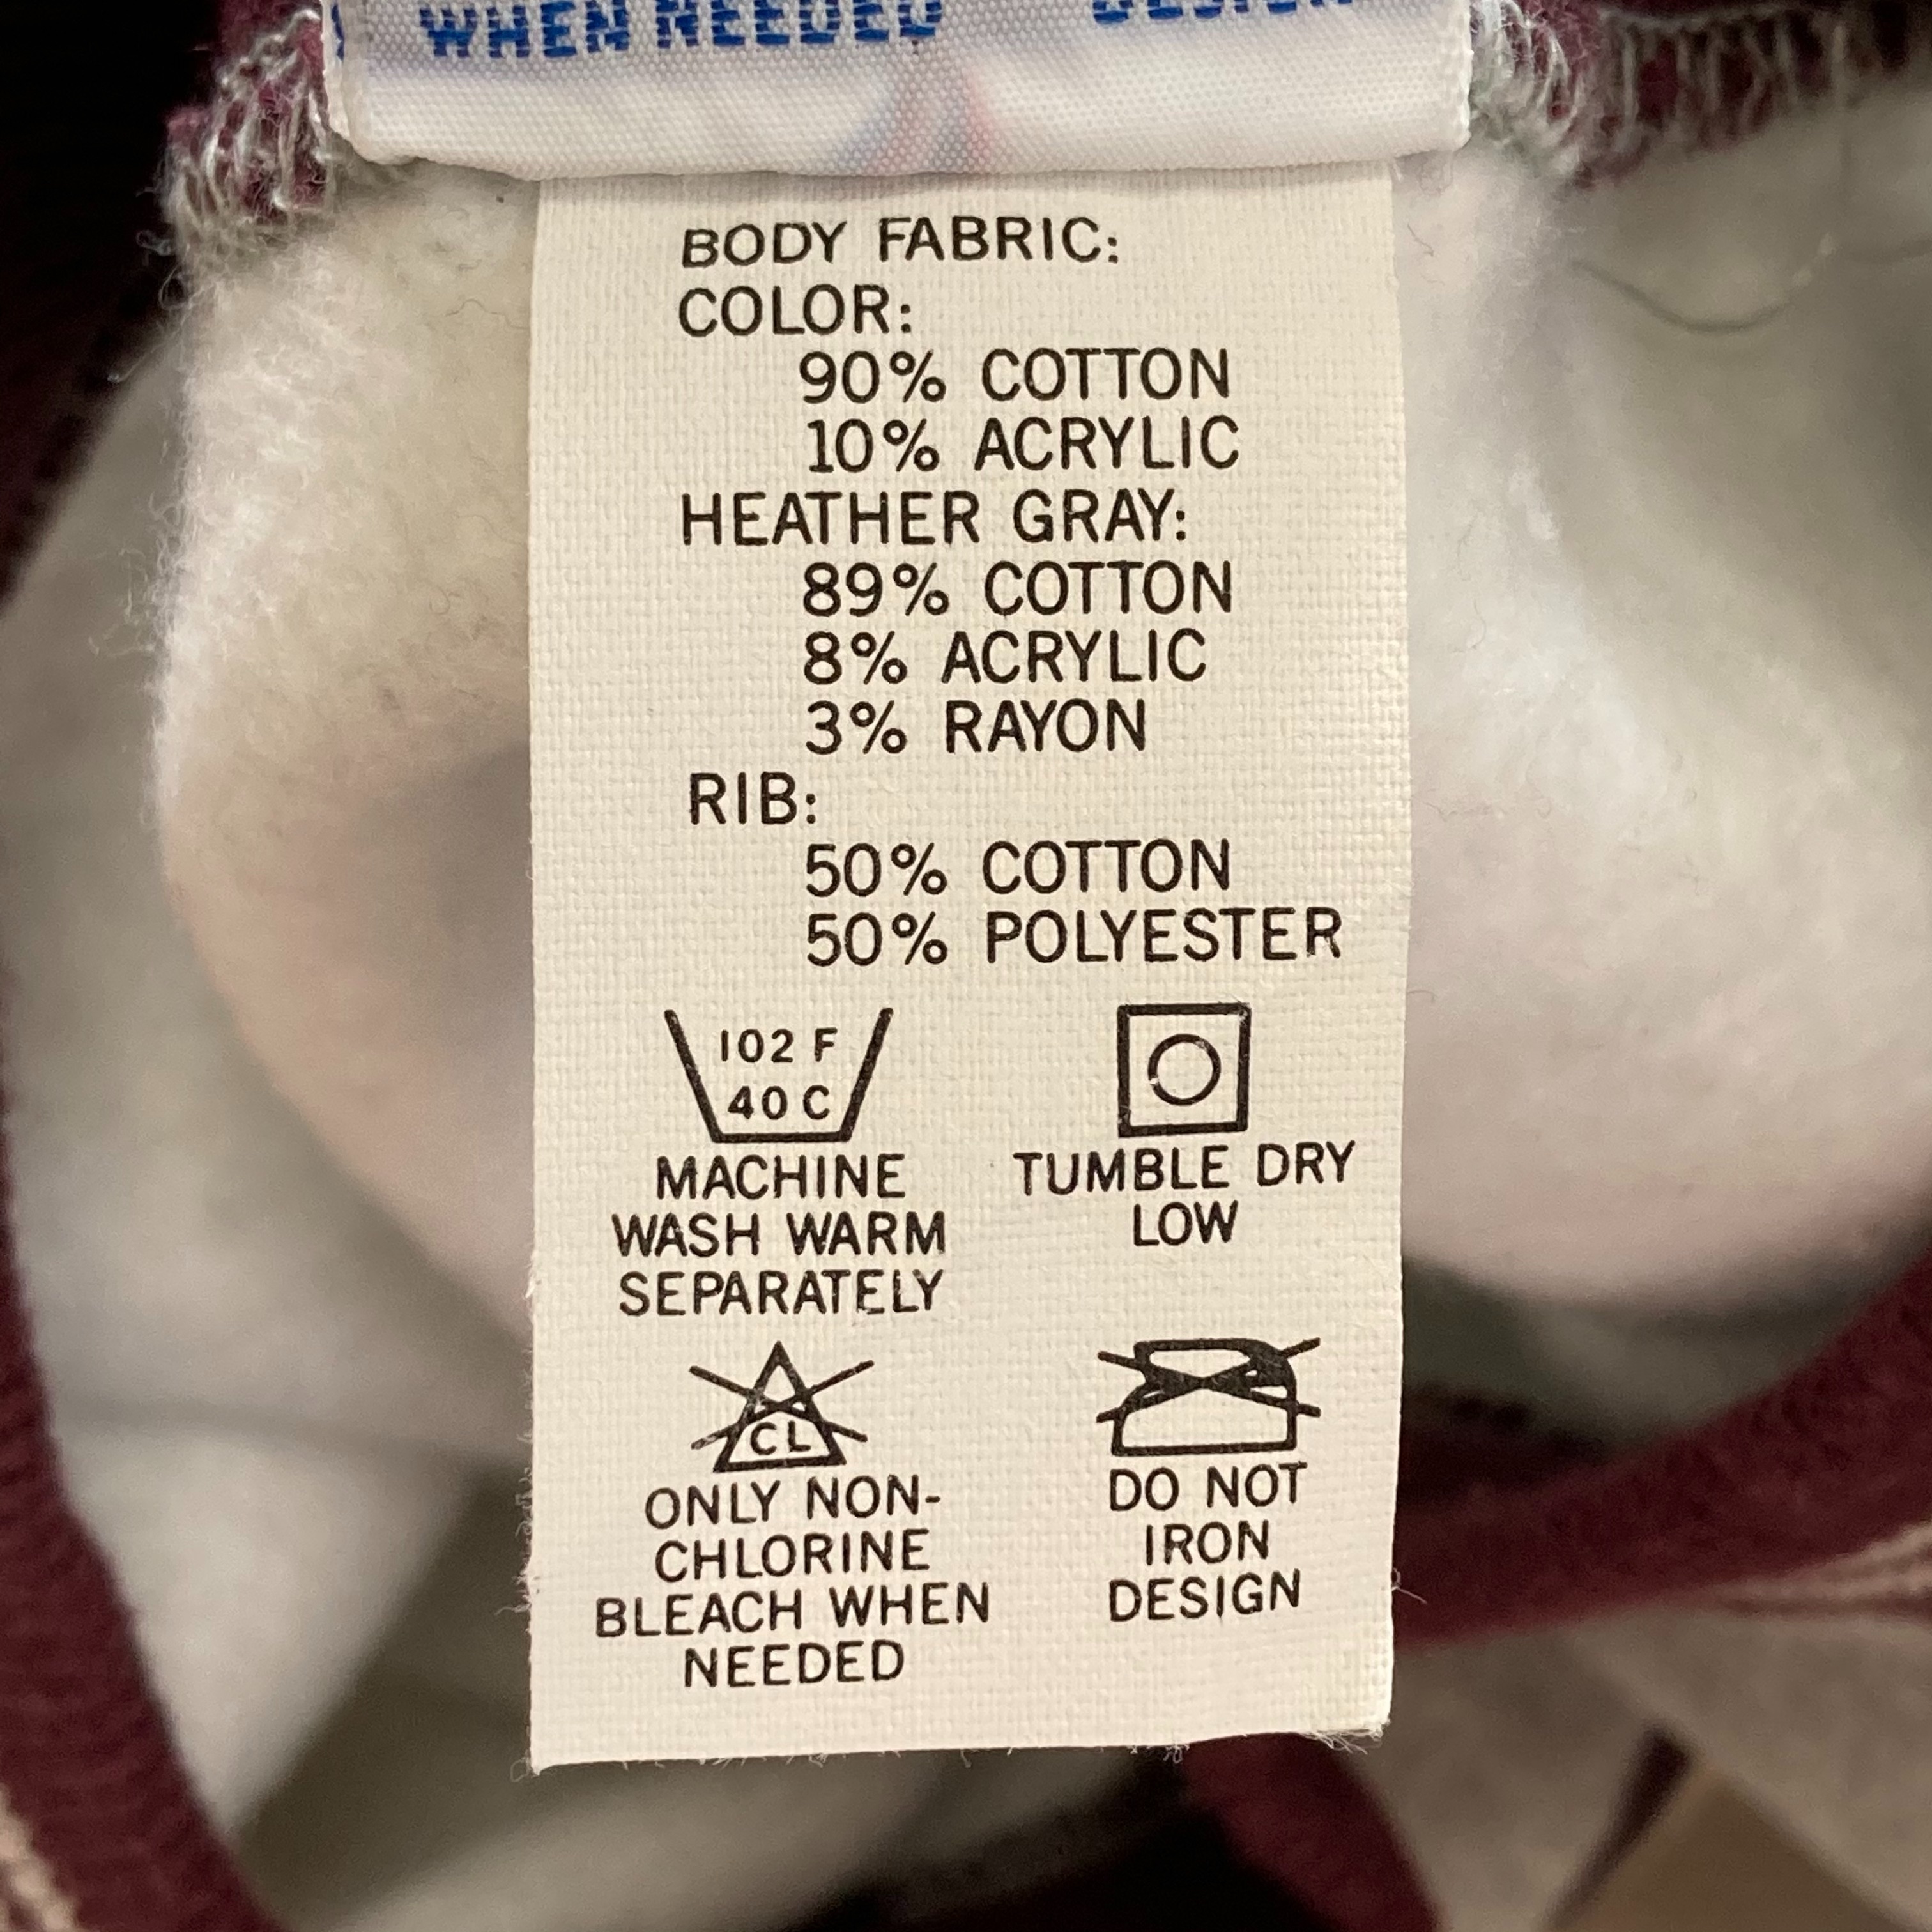 WHEN NEEDED DESIGN
BODY FABRIC:
COLOR:
90% COTTON
10% ACRYLIC
HEATHER GRAY:
89% COTTON
8% ACRYLIC
3% RAYON
RIB:
50% COTTON
50% POLYESTER
102 F
40 C
MACHINE
WASH WARM
SEPARATELY
TUMBLE DRY
LOW
CL
ONLY NON-
CHLORINE
BLEACH WHEN
NEEDED
DO NOT
IRON
DESIGN